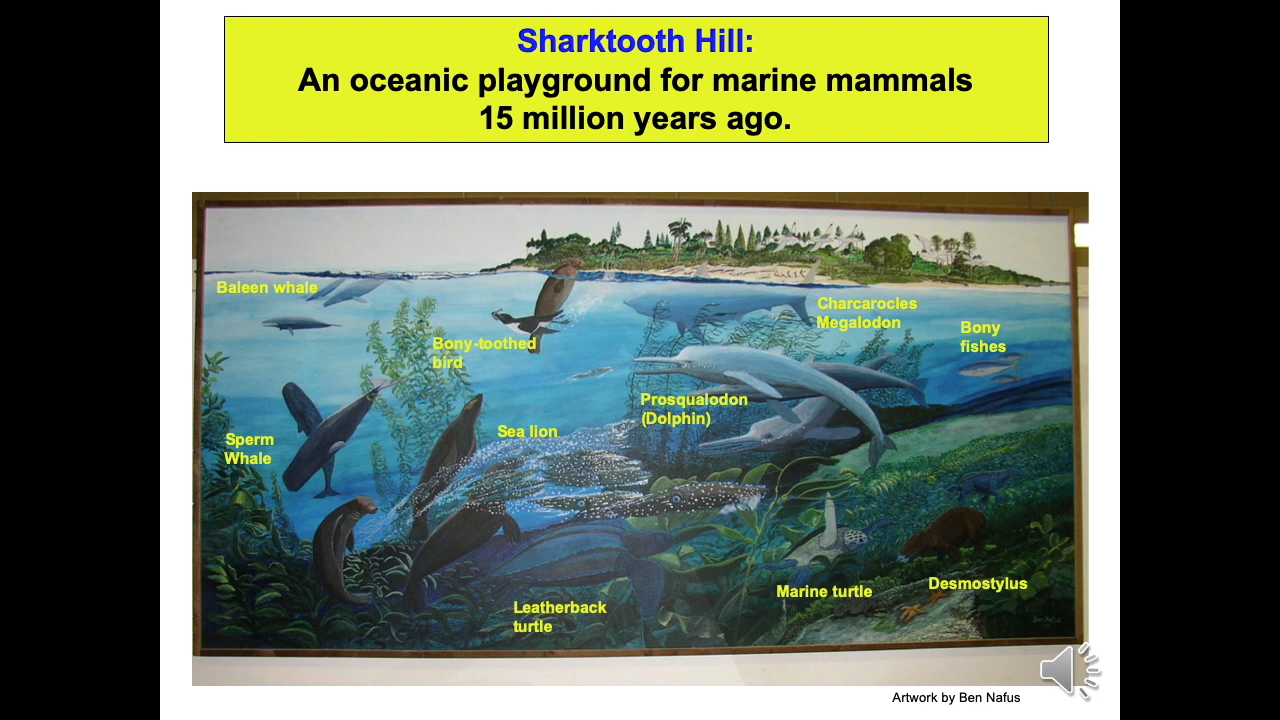 Sharktooth Hill:
An oceanic playground for marine mammals
15 million years ago.
Baleen whale
Charcarocles
Megalodon
Bony
fishes
Bony-toothed
bird
Prosqualodon
(Dolphin)
Sea lion
Sperm
Whale
Marine turtle
Desmostylus
Leatherback
turtle
Artwork by Ben Nafus